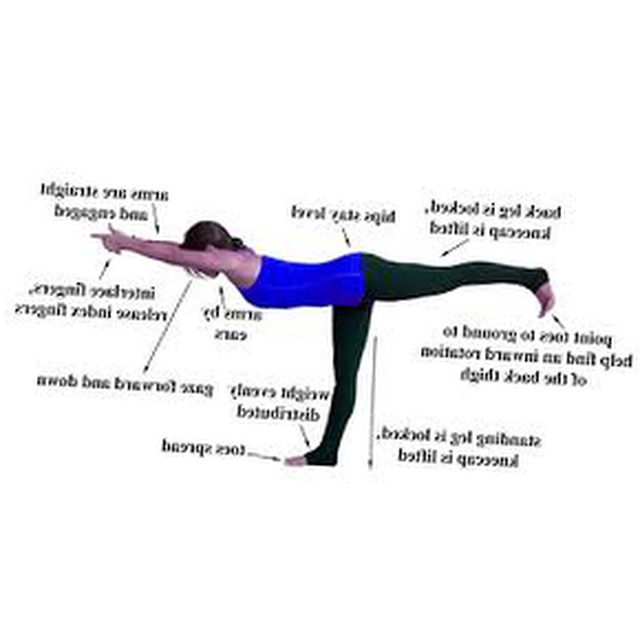 arms are straight
and engaged
hips stay level
back leg is locked,
kneecap is lifted
interlace fingers,
release index fingers
arms by
ears
point toes to ground to
help find an inward rotation
of the back thigh
gaze forward and down
weight evenly
distributed
toes spread
standing leg is locked,
kneecap is lifted